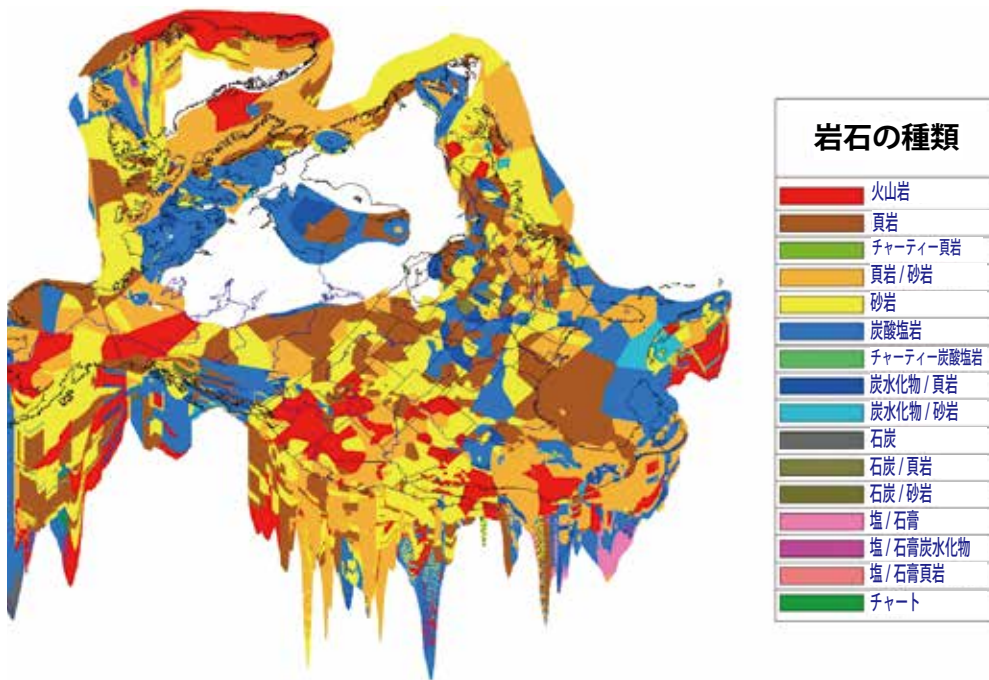 岩石の種類
火山岩
頁岩
チャーティー頁岩
頁岩 / 砂岩
砂岩
炭酸塩岩
チャーティー炭酸塩岩
炭水化物 / 頁岩
炭水化物 / 砂岩
石炭
石炭 / 頁岩
石炭 / 砂岩
塩 / 石膏
塩 / 石膏炭水化物
塩 / 石膏頁岩
チャート